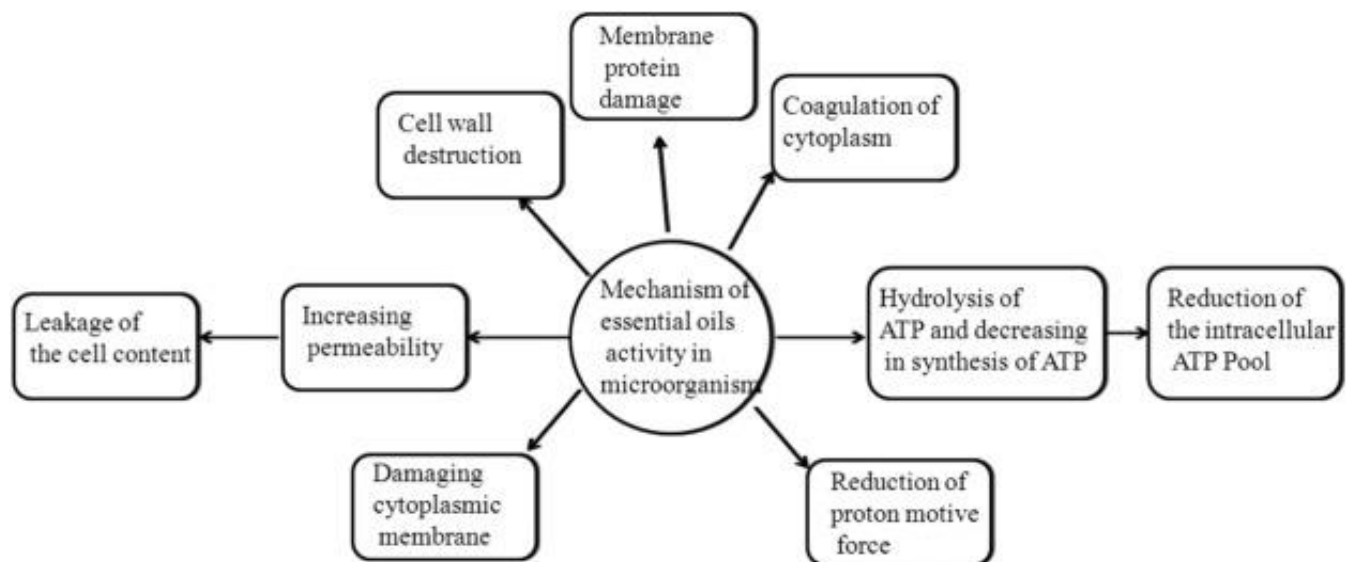 Membrane
protein
damage
Coagulation of
cytoplasm
Cell wall
destruction
Mechanism of
essential oils
activity in
microorganism
Hydrolysis of
ATP and decreasing
in synthesis of ATP
Reduction of
the intracellular
ATP Pool
Increasing
permeability
Leakage of
the cell content
Damaging
cytoplasmic
membrane
Reduction of
proton motive
force